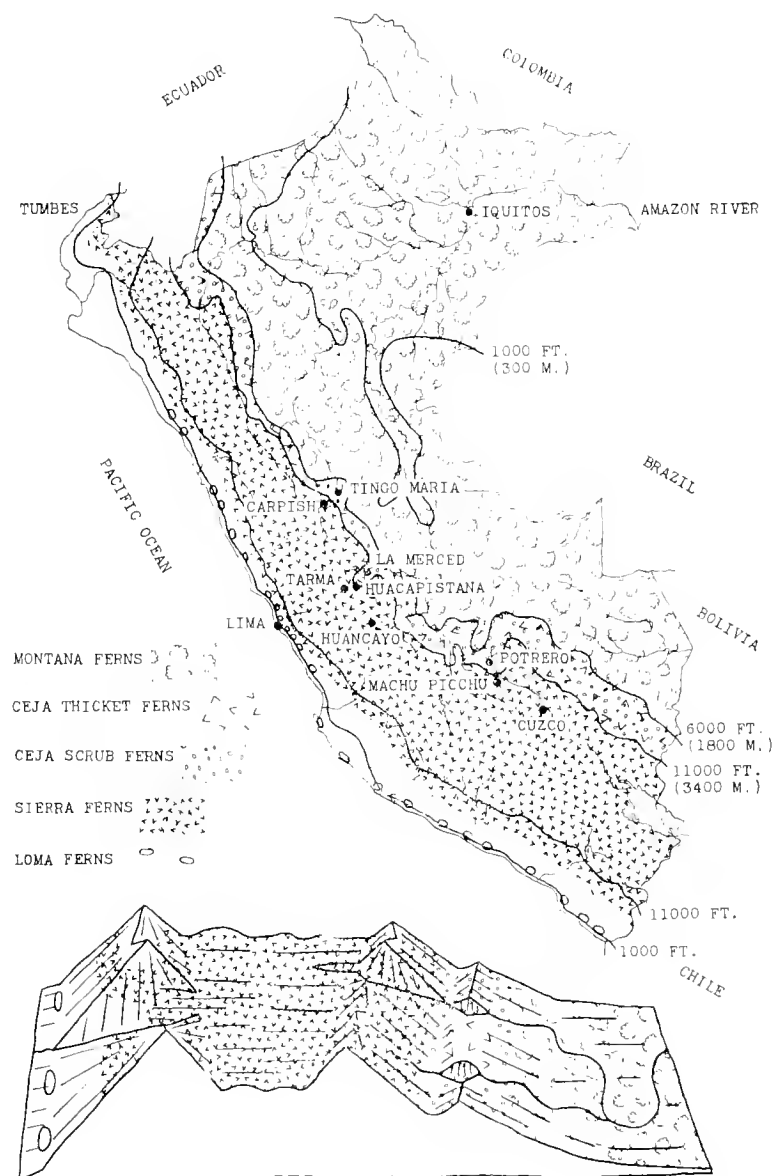 ECUADOR
COLOMBIA
TUMBES
IQUITOS
AMAZON RIVER
1000 FT.
(300 M.)
PACIFIC OCEAN
BRAZIL
TINGO MARIA
CARPISH
LA MERCED
TARMA
HUACAPISTANA
LIMA
HUANCAYO
BOLIVIA
POTRERO
MACHU PICCHU
CUZCO
MONTANA FERNS
CEJA THICKET FERNS
CEJA SCRUB FERNS
SIERRA FERNS
LOMA FERNS
6000 FT.
(1800 M.)
11000 FT.
(3400 M.)
11000 FT.
1000 FT.
CHILE